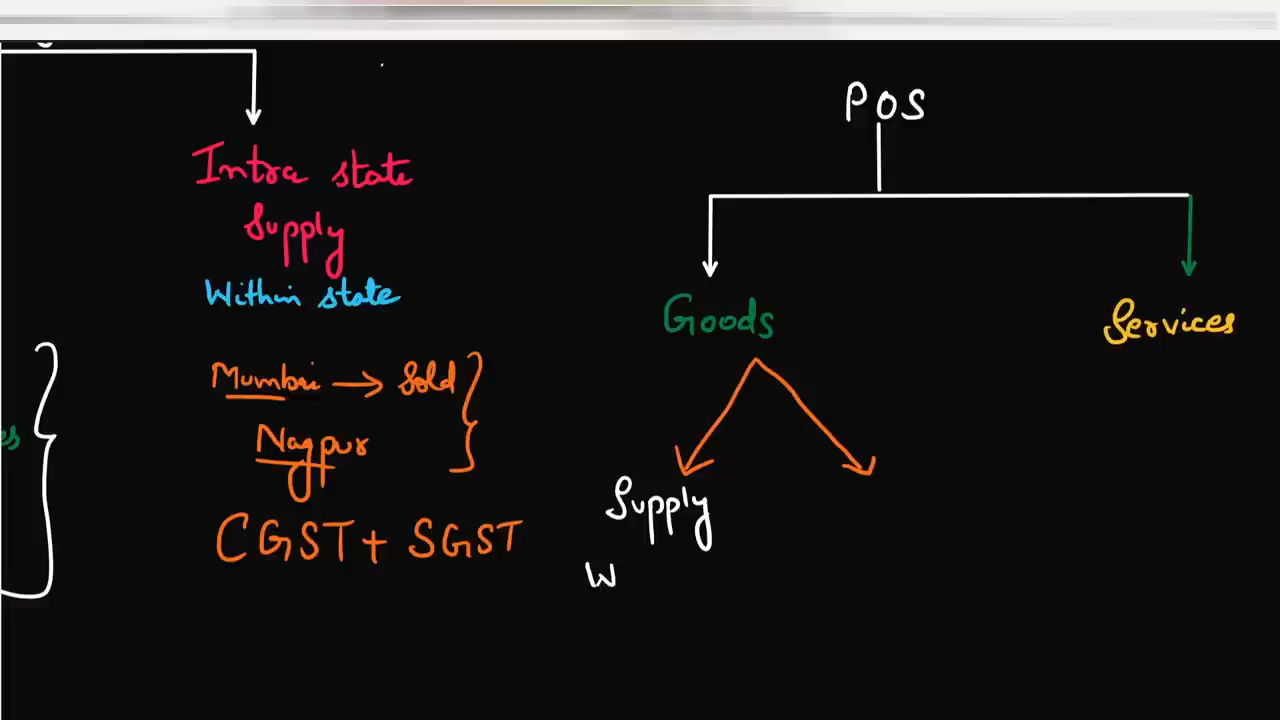 Intra state
Supply
Within state
Mumbai → Sold
Nagpur
CGST + SGST
POS
Goods
Services
Supply
W